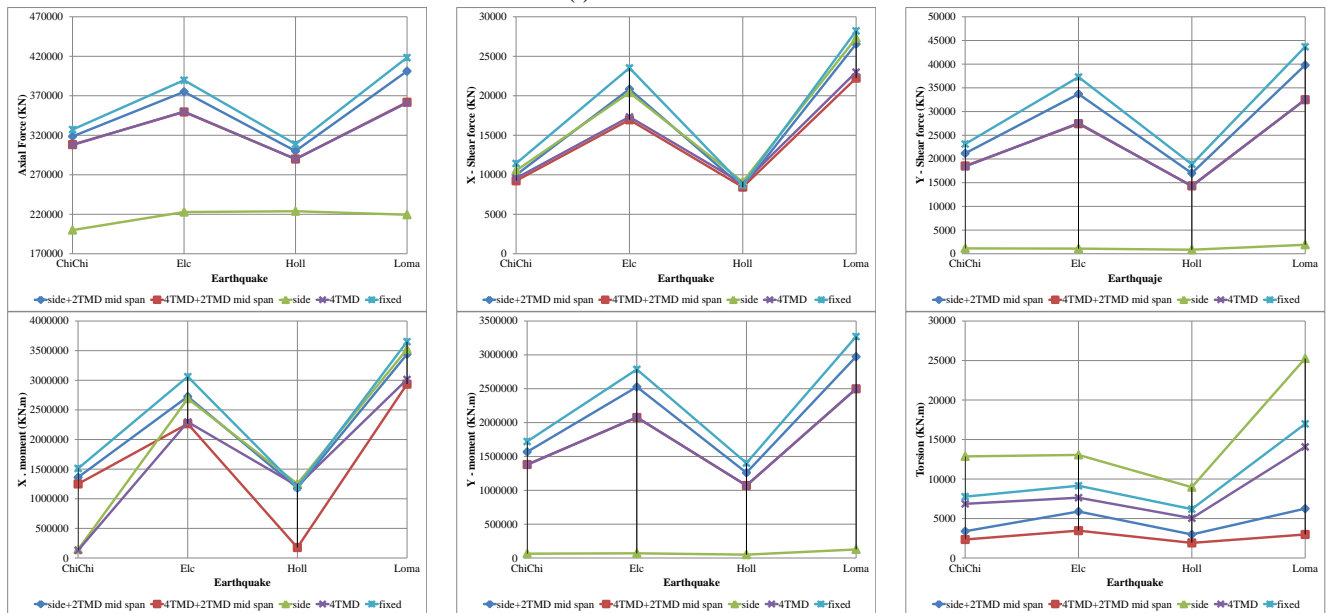 470000
420000
370000
320000
270000
220000
170000
Axial Force (KN)
ChiChi Elc Holl Loma
Earthquake
side+2TMD mid span 4TMD+2TMD mid span side 4TMD fixed
30000
25000
20000
15000
10000
5000
0
X - Shear force (KN)
ChiChi Elc Holl Loma
Earthquake
side+2TMD mid span 4TMD+2TMD mid span side 4TMD fixed
50000
45000
40000
35000
30000
25000
20000
15000
10000
5000
0
Y - Shear force (KN)
ChiChi Elc Holl Loma
Earthquaje
side+2TMD mid span 4TMD+2TMD mid span side 4TMD fixed
4000000
3500000
3000000
2500000
2000000
1500000
1000000
500000
0
X - moment (KN.m)
ChiChi Elc Holl Loma
Earthquake
side+2TMD mid span 4TMD+2TMD mid span side 4TMD fixed
3500000
3000000
2500000
2000000
1500000
1000000
500000
0
Y - moment (KN.m)
ChiChi Elc Holl Loma
Earthquake
side+2TMD mid span 4TMD+2TMD mid span side 4TMD fixed
30000
25000
20000
15000
10000
5000
0
Torsion (KN.m)
ChiChi Elc Holl Loma
Earthquake
side+2TMD mid span 4TMD+2TMD mid span side 4TMD fixed